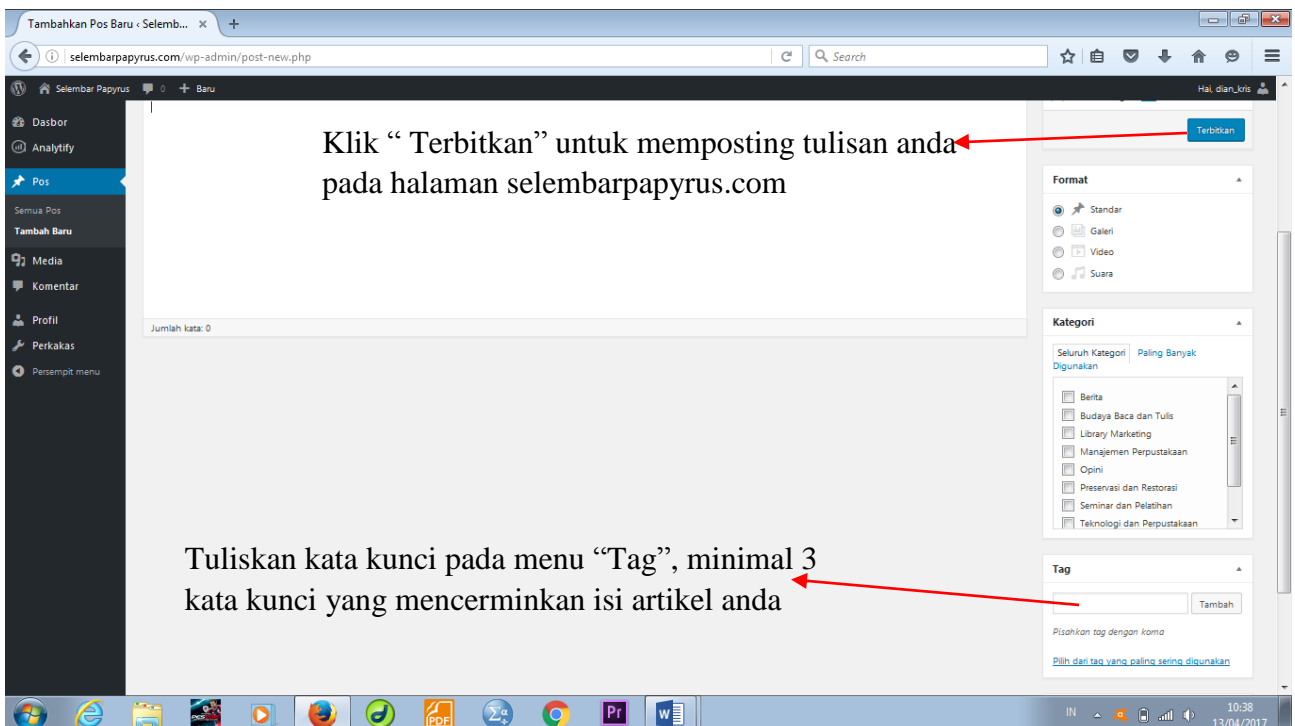 Tambahkan Pos Baru ‹ Selemb...
selembarpapyrus.com/wp-admin/post-new.php
Search
Selembar Papyrus 0 + Baru
Hai, dian_kris
Dasbor
Analytify
Pos
Semua Pos
Tambah Baru
Media
Komentar
Profil
Perkakas
Persempit menu
Klik “ Terbitkan” untuk memposting tulisan anda
pada halaman selembarpapyrus.com
Jumlah kata: 0
Tuliskan kata kunci pada menu “Tag”, minimal 3
kata kunci yang mencerminkan isi artikel anda
Terbitkan
Format
Standar
Galeri
Video
Suara
Kategori
Seluruh Kategori Paling Banyak
Digunakan
Berita
Budaya Baca dan Tulis
Library Marketing
Manajemen Perpustakaan
Opini
Preservasi dan Restorasi
Seminar dan Pelatihan
Teknologi dan Perpustakaan
Tag
Tambah
Pisahkan tag dengan koma
Pilih dari tag yang paling sering digunakan
PDF
Σα
Pr
W
IN
10:38
13/04/2017